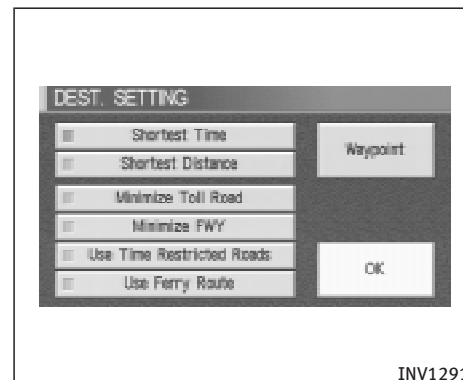 DEST. SETTING
Shortest Time
Shortest Distance
Minimize Toll Road
Minimize FWY
Use Time Restricted Roads
Use Ferry Route
Waypoint
OK
INV1291